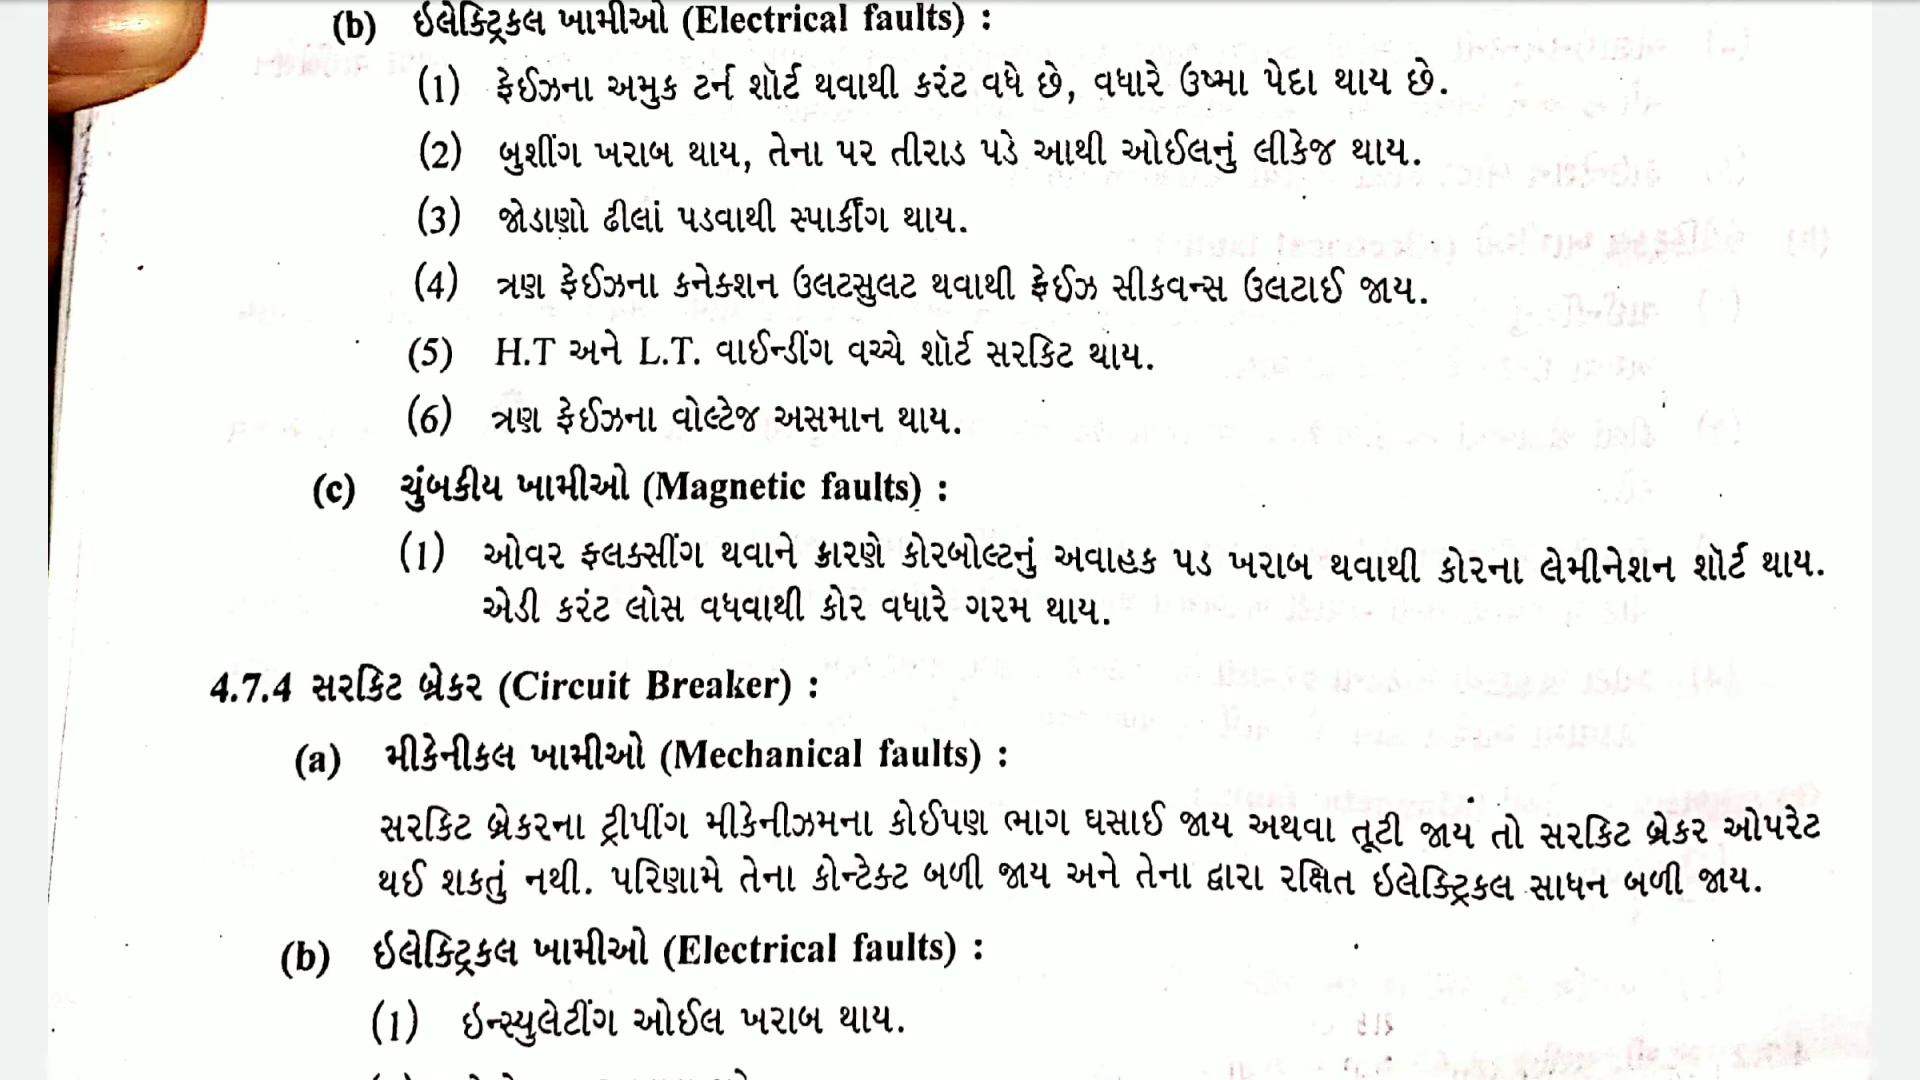 (b) ઇલેક્ટ્રિકલ ખામીઓ (Electrical faults) :
(1) ફેઈઝના અમુક ટર્ન શૉર્ટ થવાથી કરંટ વધે છે, વધારે ઉષ્મા પેદા થાય છે.
(2) બુશીંગ ખરાબ થાય, તેના પર તીરાડ પડે આથી ઓઈલનું લીકેજ થાય.
(3) જોડાણો ઢીલાં પડવાથી સ્પાર્કીંગ થાય.
(4) ત્રણ ફેઈઝના કનેક્શન ઉલટસુલટ થવાથી ફેઈઝ સીકવન્સ ઉલટાઈ જાય.
(5) H.T અને L.T. વાઈન્ડીંગ વચ્ચે શૉર્ટ સરકિટ થાય.
(6) ત્રણ ફેઈઝના વોલ્ટેજ અસમાન થાય.
(c) ચુંબકીય ખામીઓ (Magnetic faults) :
(1) ઓવર ફ્લક્સીંગ થવાને કારણે કોરબોલ્ટનું અવાહક પડ ખરાબ થવાથી કોરના લેમીનેશન શૉર્ટ થાય.
એડી કરંટ લોસ વધવાથી કોર વધારે ગરમ થાય.
4.7.4 સરકિટ બ્રેકર (Circuit Breaker) :
(a) મીકેનીકલ ખામીઓ (Mechanical faults) :
સરકિટ બ્રેકરના ટ્રીપીંગ મીકેનીઝમના કોઈપણ ભાગ ઘસાઈ જાય અથવા તૂટી જાય તો સરકિટ બ્રેકર ઓપરેટ
થઈ શકતું નથી. પરિણામે તેના કોન્ટેક્ટ બળી જાય અને તેના દ્વારા રક્ષિત ઇલેક્ટ્રિકલ સાધન બળી જાય.
(b) ઇલેક્ટ્રિકલ ખામીઓ (Electrical faults) :
(1) ઇન્સ્યુલેટીંગ ઓઈલ ખરાબ થાય.